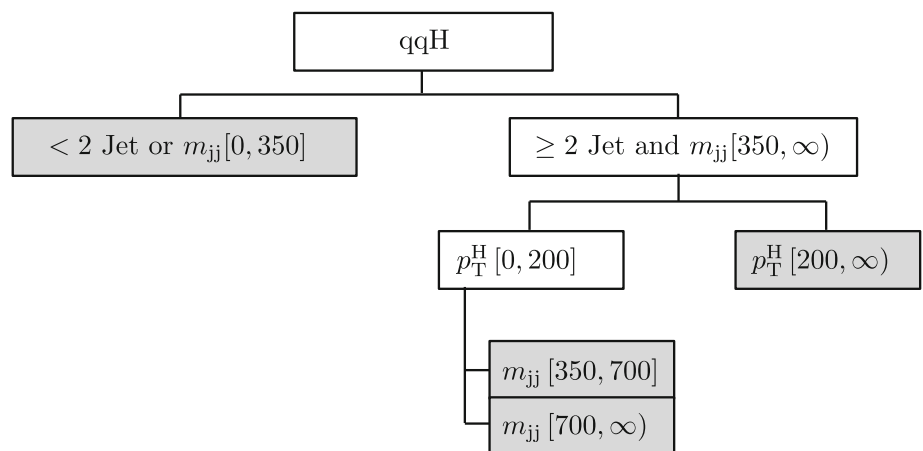 qqH
< 2 Jet or m_jj[0, 350]
≥ 2 Jet and m_jj[350, ∞)
p_T^H [0, 200]
p_T^H [200, ∞)
m_jj [350, 700]
m_jj [700, ∞)